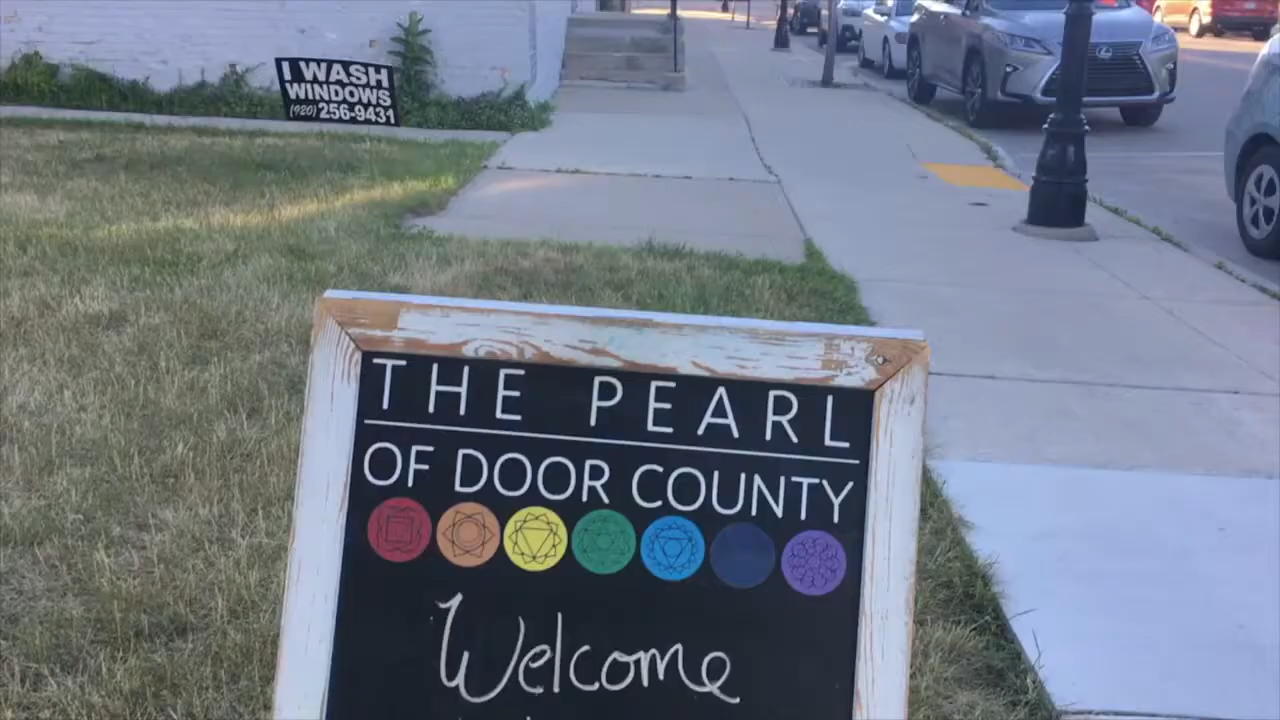 I WASH
WINDOWS
(920) 256-9431
THE PEARL
OF DOOR COUNTY
Welcome